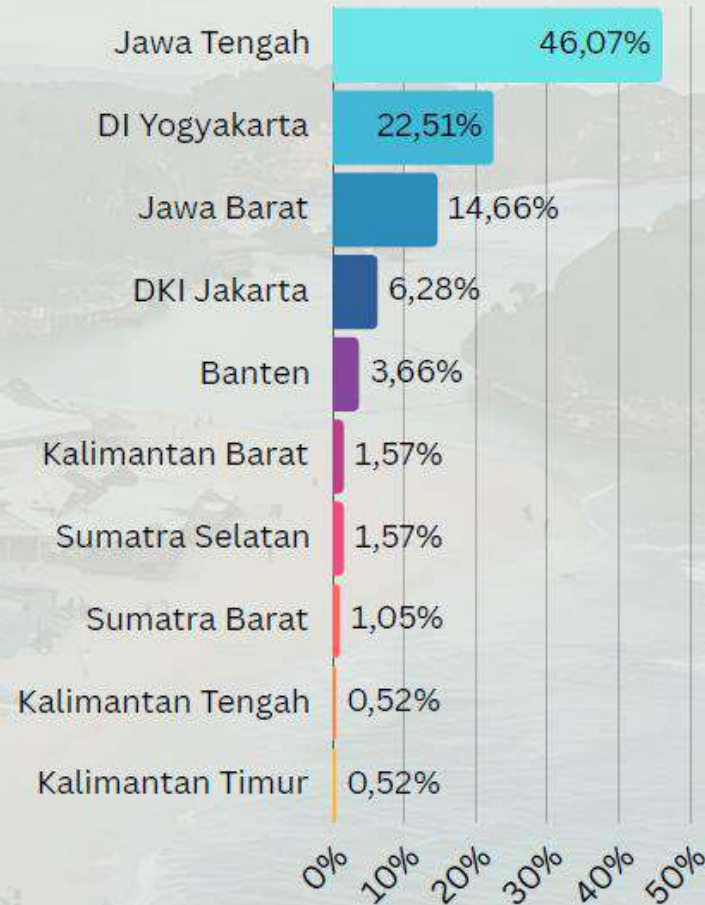 Jawa Tengah 46,07%
DI Yogyakarta 22,51%
Jawa Barat 14,66%
DKI Jakarta 6,28%
Banten 3,66%
Kalimantan Barat 1,57%
Sumatra Selatan 1,57%
Sumatra Barat 1,05%
Kalimantan Tengah 0,52%
Kalimantan Timur 0,52%
0% 10% 20% 30% 40% 50%